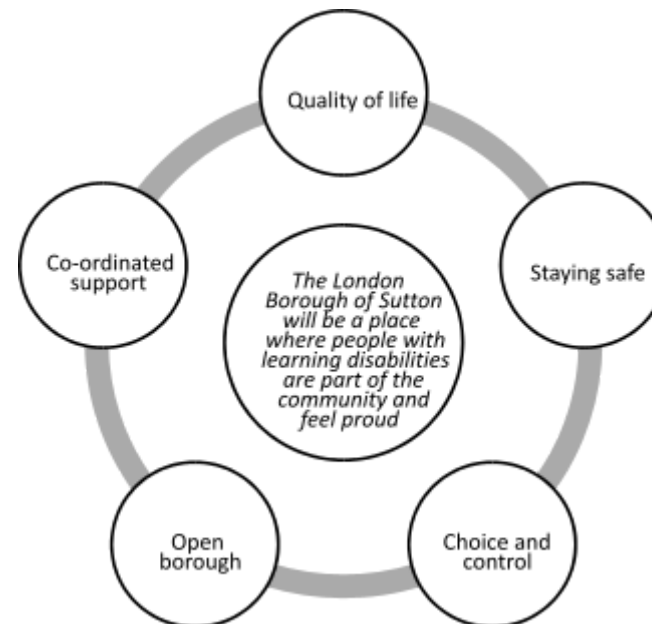 Quality of life
Co-ordinated
support
Staying safe
The London
Borough of Sutton
will be a place
where people with
learning disabilities
are part of the
community and
feel proud
Open
borough
Choice and
control